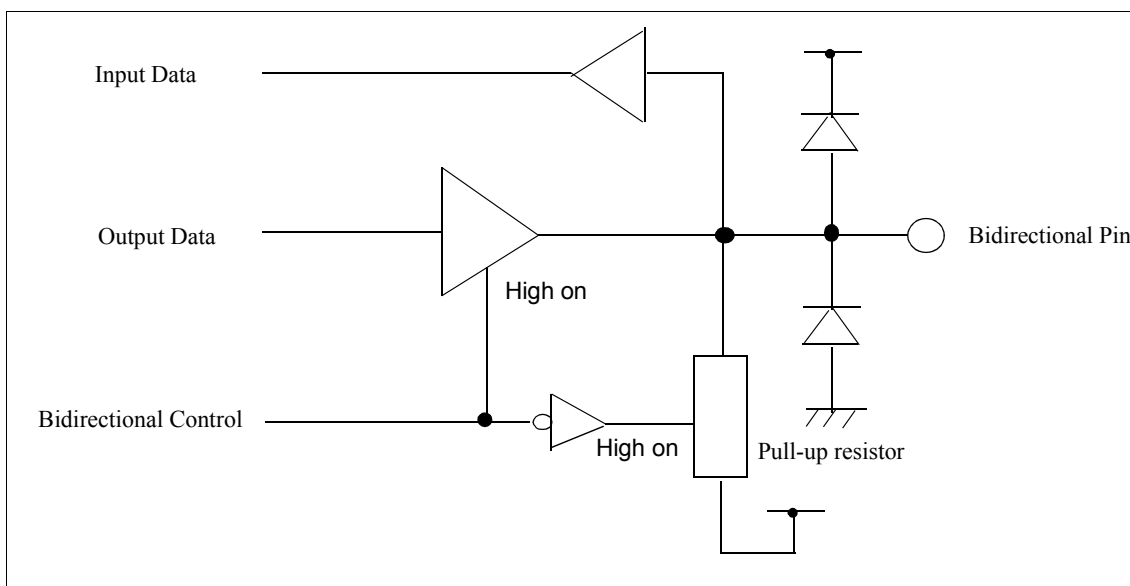 Input Data
Output Data
Bidirectional Pin
High on
Bidirectional Control
High on
Pull-up resistor